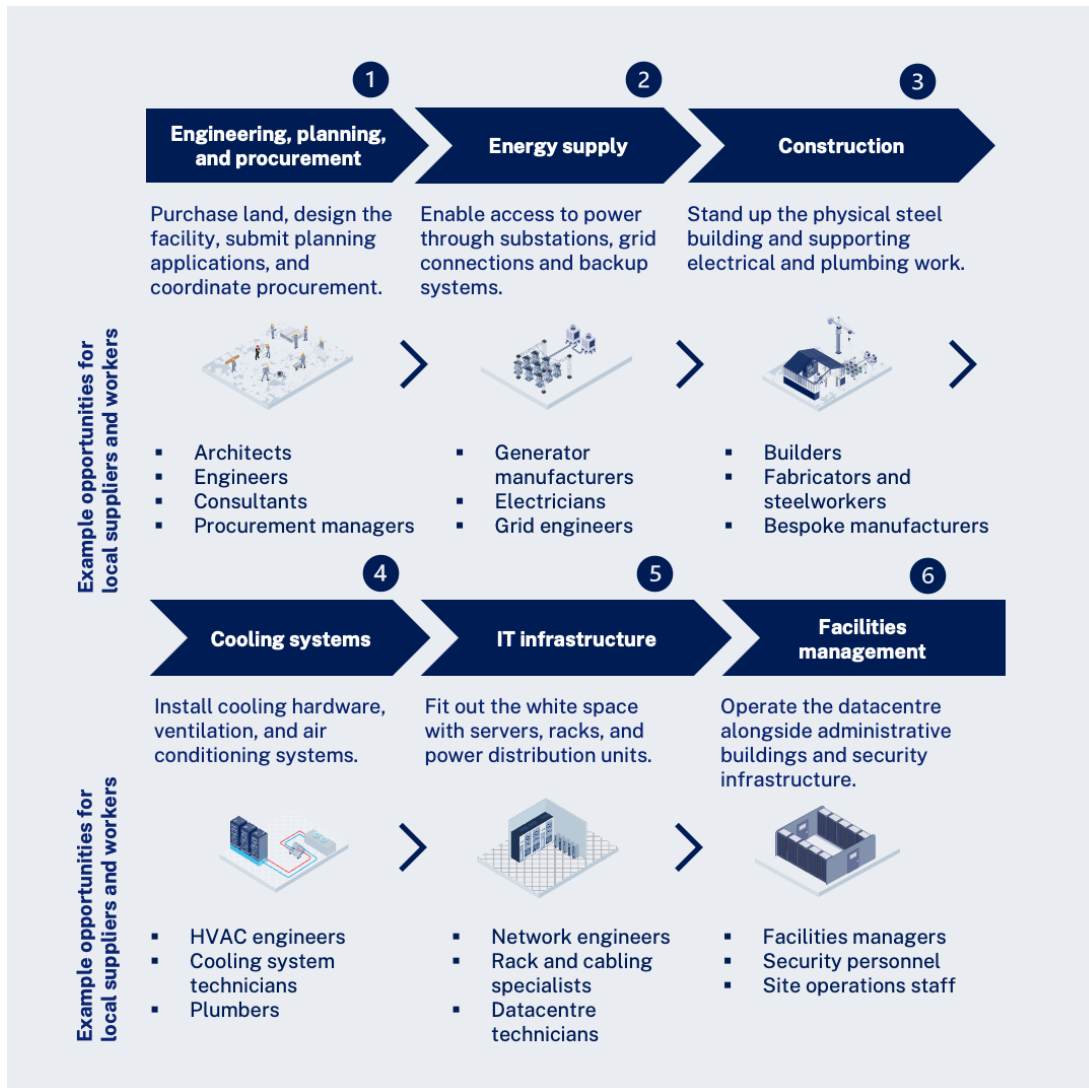 1
Engineering, planning,
and procurement
Purchase land, design the
facility, submit planning
applications, and
coordinate procurement.
2
Energy supply
Enable access to power
through substations, grid
connections and backup
systems.
3
Construction
Stand up the physical steel
building and supporting
electrical and plumbing work.
Example opportunities for
local suppliers and workers
▪ Architects
▪ Engineers
▪ Consultants
▪ Procurement managers
▪ Generator
manufacturers
▪ Electricians
▪ Grid engineers
▪ Builders
▪ Fabricators and
steelworkers
▪ Bespoke manufacturers
4
Cooling systems
Install cooling hardware,
ventilation, and air
conditioning systems.
5
IT infrastructure
Fit out the white space
with servers, racks, and
power distribution units.
6
Facilities
management
Operate the datacentre
alongside administrative
buildings and security
infrastructure.
Example opportunities for
local suppliers and workers
▪ HVAC engineers
▪ Cooling system
technicians
▪ Plumbers
▪ Network engineers
▪ Rack and cabling
specialists
▪ Datacentre
technicians
▪ Facilities managers
▪ Security personnel
▪ Site operations staff